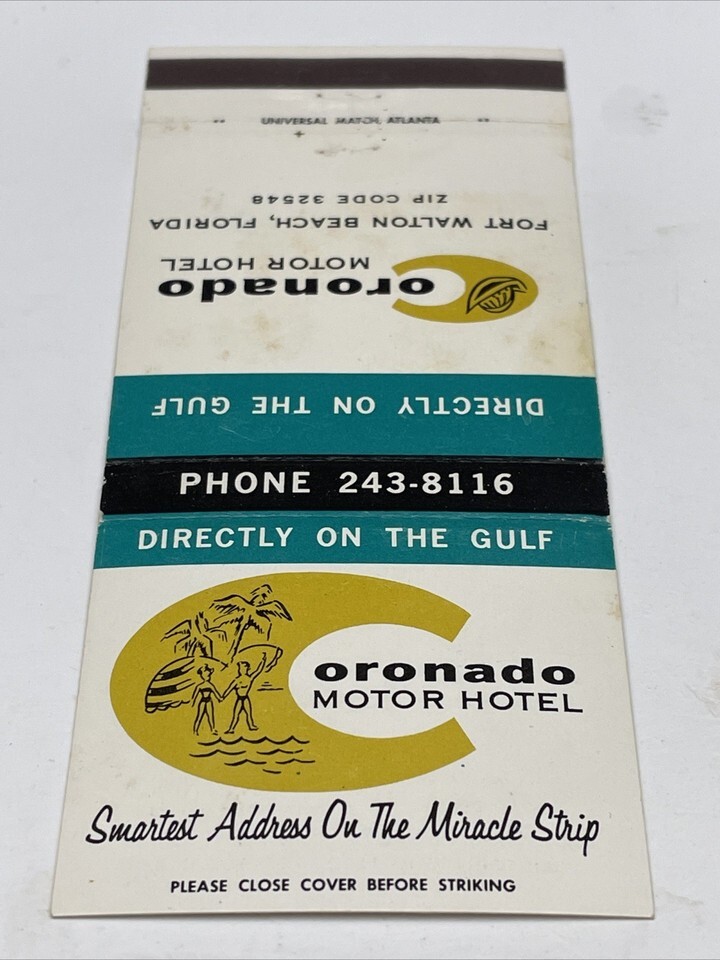 UNIVERSAL MATCH, ATLANTA
ZIP CODE 32548
FORT WALTON BEACH, FLORIDA
MOTOR HOTEL
Coronado
DIRECTLY ON THE GULF
PHONE 243-8116
DIRECTLY ON THE GULF
Coronado
MOTOR HOTEL
Smartest Address On The Miracle Strip
PLEASE CLOSE COVER BEFORE STRIKING